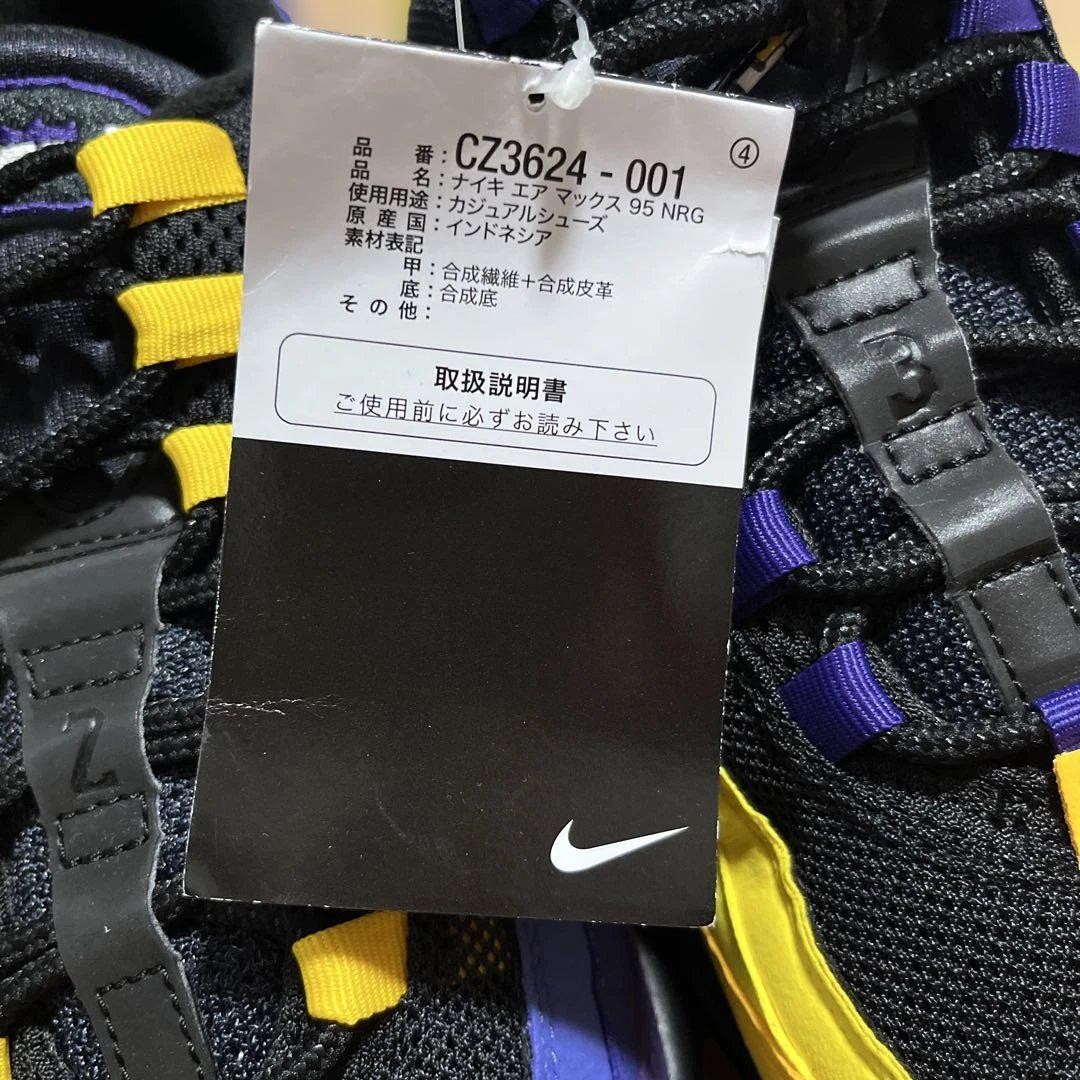 ④
品番：CZ3624 - 001
品名：ナイキ エア マックス 95 NRG
使用用途：カジュアルシューズ
原産国：インドネシア
素材表記
甲：合成繊維＋合成皮革
底：合成底
その他：
取扱説明書
ご使用前に必ずお読み下さい
2
3